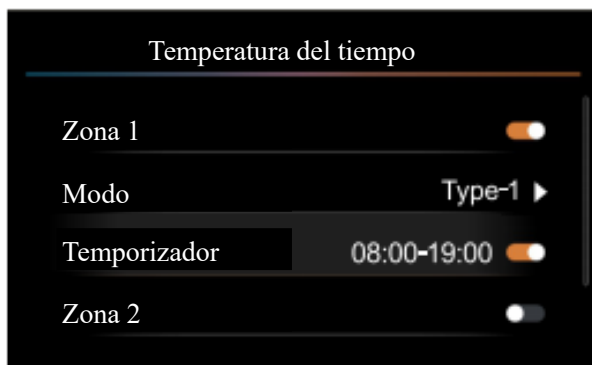 Temperatura del tiempo
Zona 1
Modo Type-1
Temporizador 08:00-19:00
Zona 2